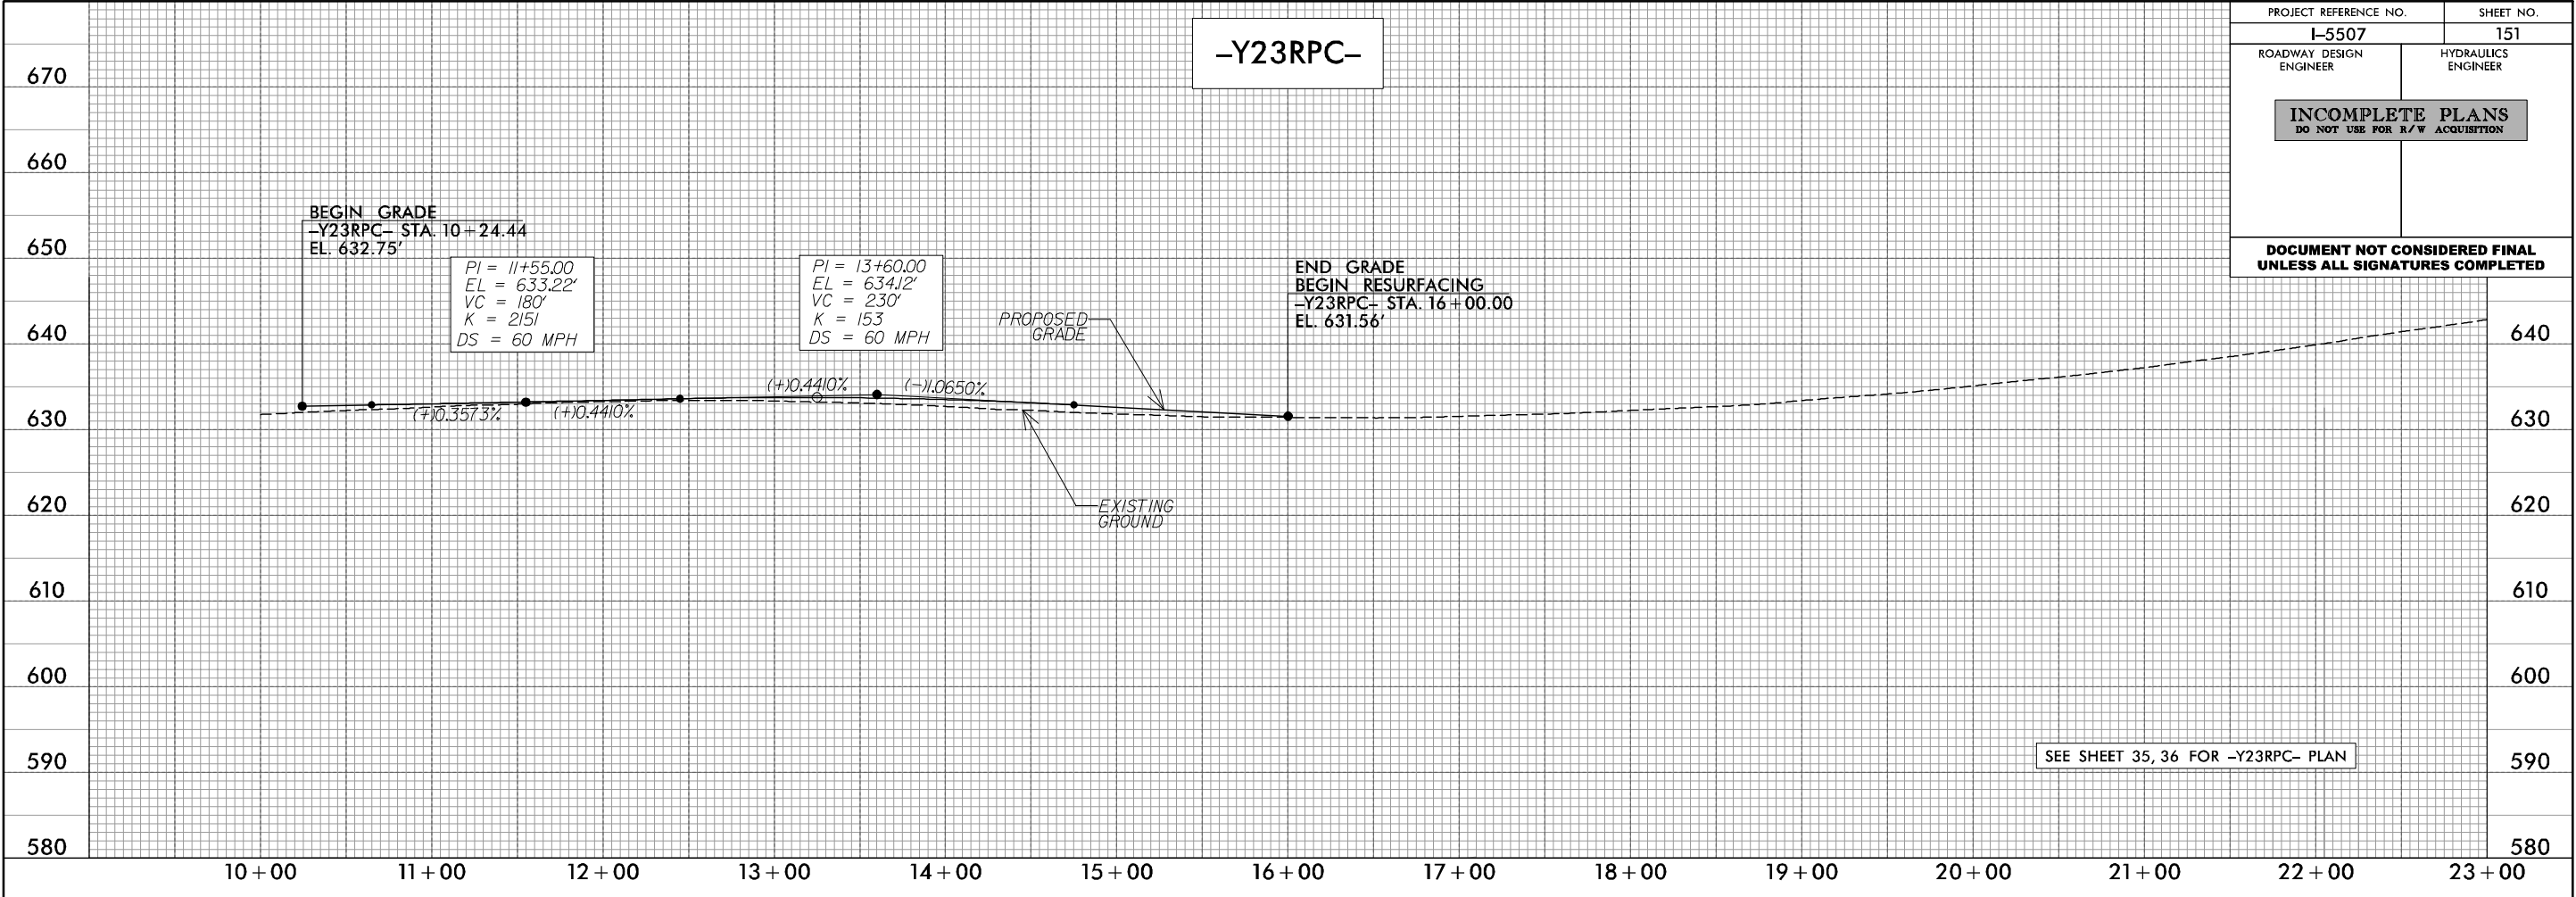 –Y23RPC–
PROJECT REFERENCE NO.
SHEET NO.
I–5507
151
ROADWAY DESIGN
ENGINEER
HYDRAULICS
ENGINEER
INCOMPLETE PLANS
DO NOT USE FOR R/W ACQUISITION
DOCUMENT NOT CONSIDERED FINAL
UNLESS ALL SIGNATURES COMPLETED
670
660
650
640
630
620
610
600
590
580
BEGIN GRADE
–Y23RPC– STA. 10+24.44
EL. 632.75'
PI = 11+55.00
EL = 633.22'
VC = 180'
K = 2151
DS = 60 MPH
PI = 13+60.00
EL = 634.12'
VC = 230'
K = 153
DS = 60 MPH
PROPOSED
GRADE
END GRADE
BEGIN RESURFACING
–Y23RPC– STA. 16+00.00
EL. 631.56'
(+)0.3573%
(+)0.4410%
(+)0.4410%
(-)1.0650%
EXISTING
GROUND
640
630
620
610
600
590
580
SEE SHEET 35, 36 FOR –Y23RPC– PLAN
10+00 11+00 12+00 13+00 14+00 15+00 16+00 17+00 18+00 19+00 20+00 21+00 22+00 23+00